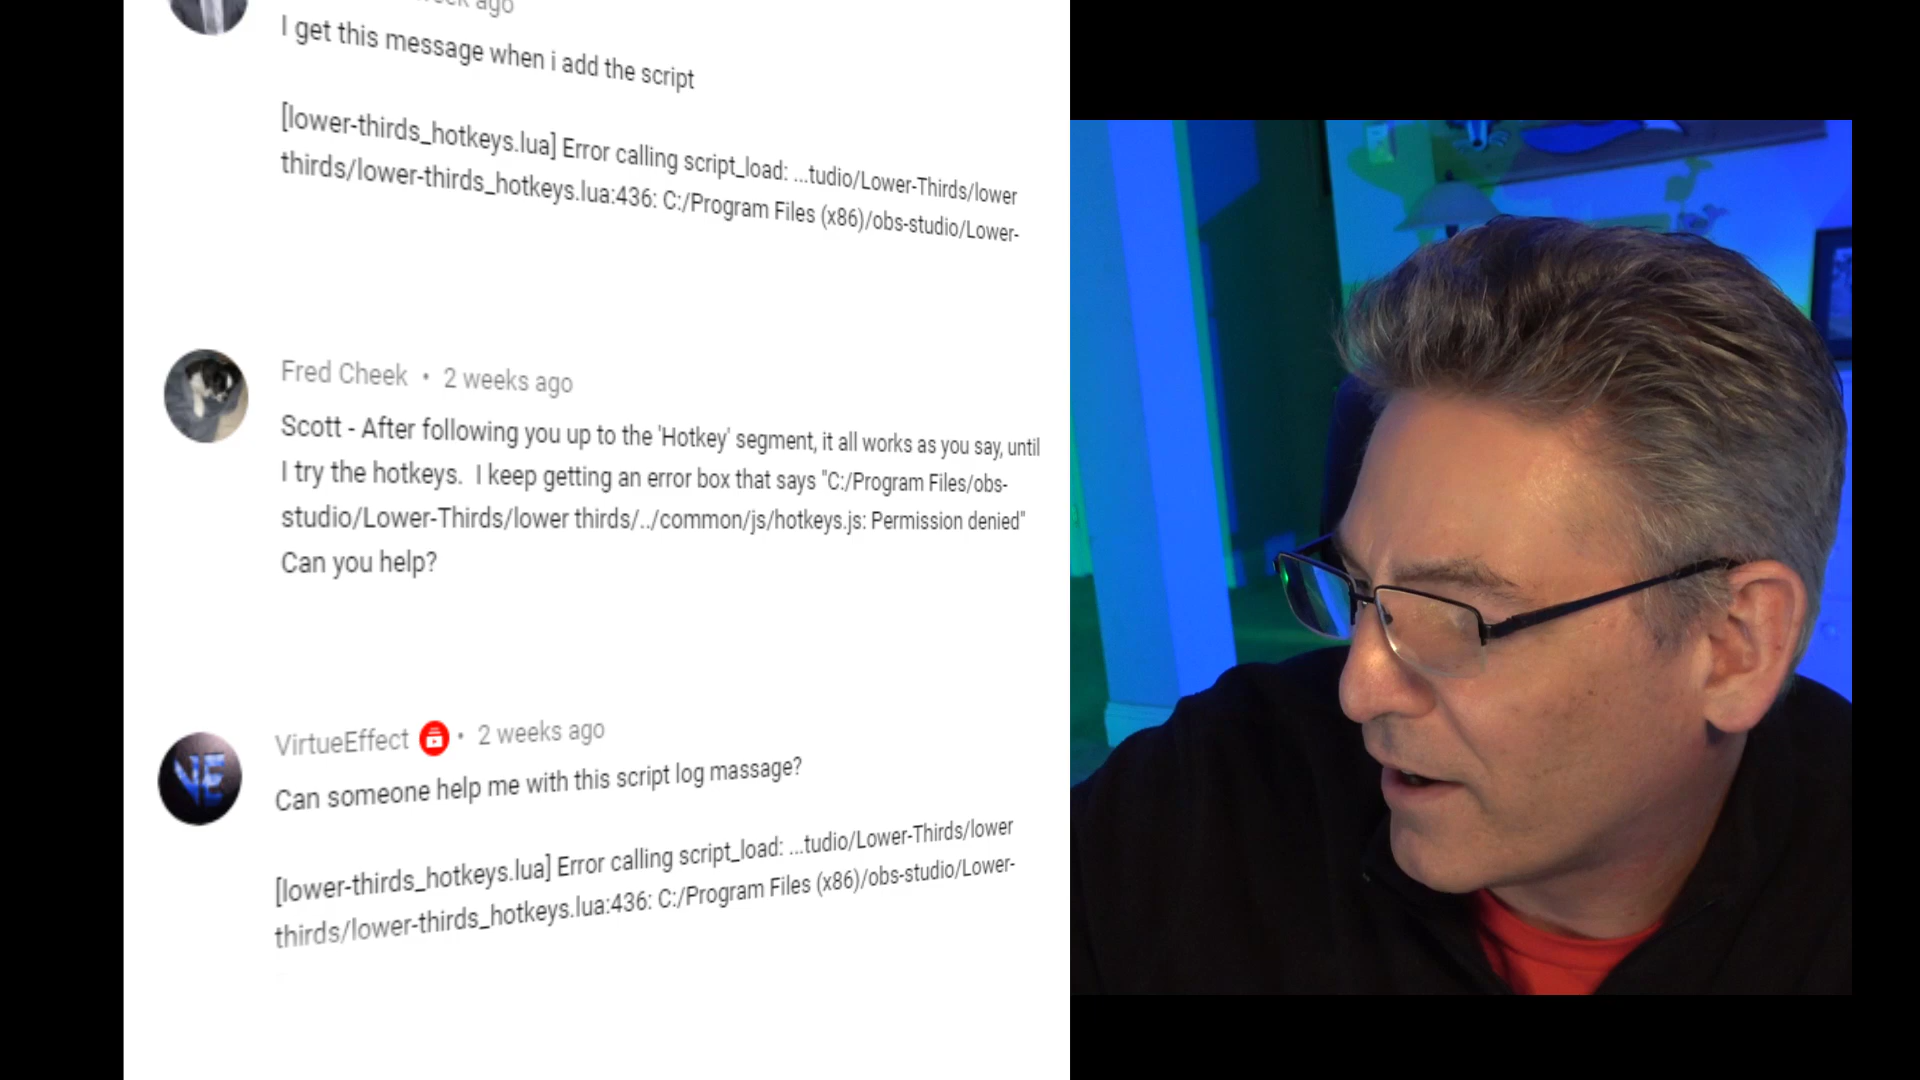 ago
I get this message when i add the script
[lower-thirds_hotkeys.lua] Error calling script_load: ...tudio/Lower-Thirds/lower
thirds/lower-thirds_hotkeys.lua:436: C:/Program Files (x86)/obs-studio/Lower-
Fred Cheek • 2 weeks ago
Scott - After following you up to the 'Hotkey' segment, it all works as you say, until
I try the hotkeys. I keep getting an error box that says "C:/Program Files/obs-
studio/Lower-Thirds/lower thirds/../common/js/hotkeys.js: Permission denied"
Can you help?
VE
VirtueEffect • 2 weeks ago
Can someone help me with this script log massage?
[lower-thirds_hotkeys.lua] Error calling script_load: ...tudio/Lower-Thirds/lower
thirds/lower-thirds_hotkeys.lua:436: C:/Program Files (x86)/obs-studio/Lower-